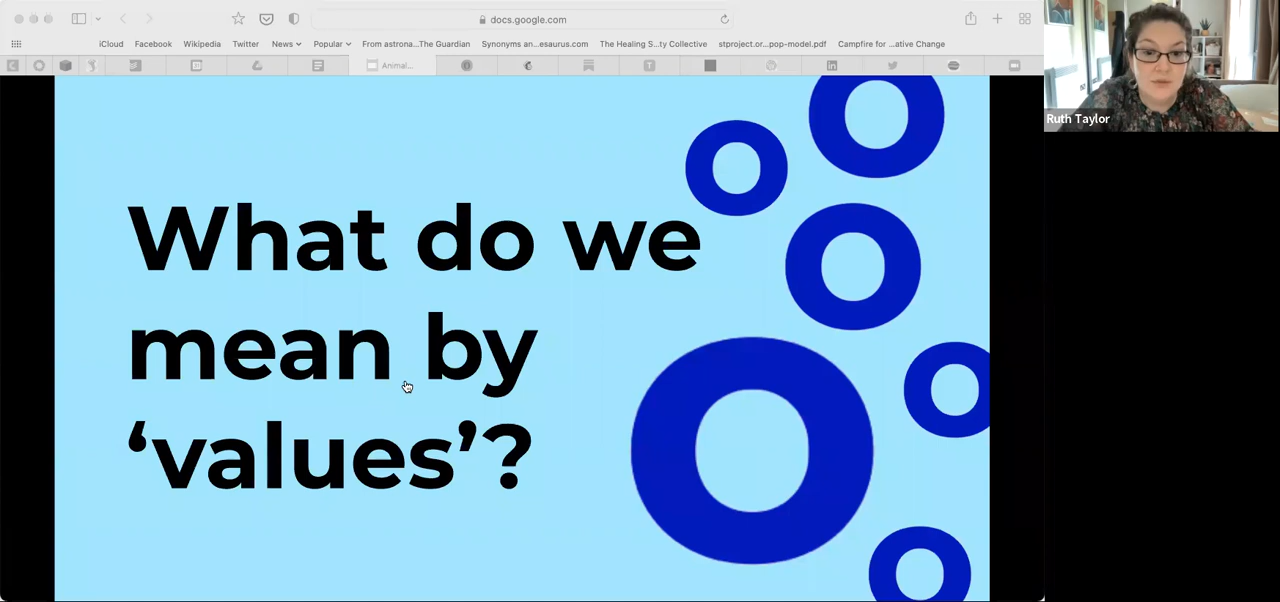 docs.google.com
iCloud Facebook Wikipedia Twitter News Popular From astrona...The Guardian Synonyms an...esaurus.com The Healing S...ty Collective stproject.or...pop-model.pdf Campfire for ...ative Change
Animal...
Ruth Taylor
What do we
mean by
‘values’?